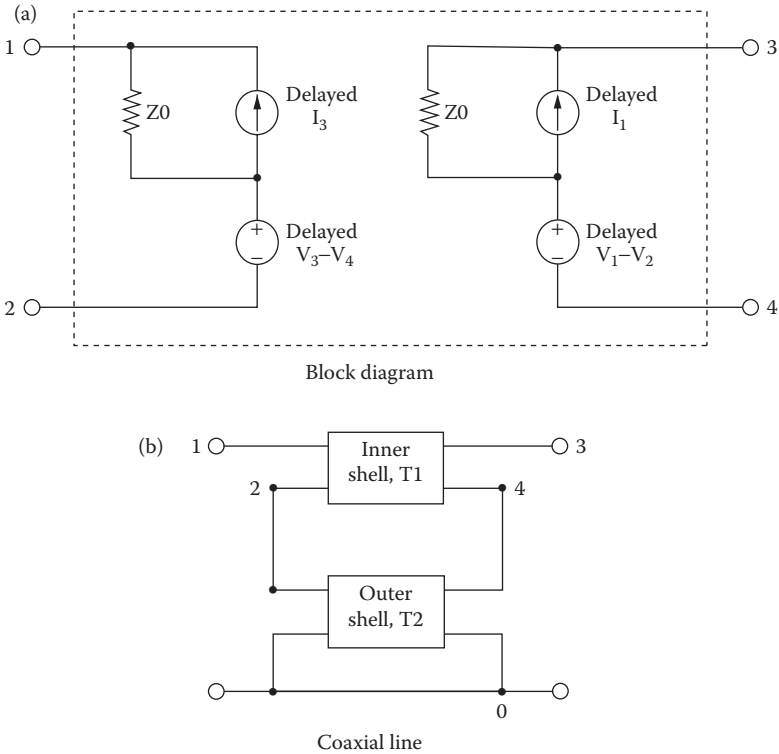 (a)
1
3
Z0
Delayed
I₃
Z0
Delayed
I₁
+
−
Delayed
V₃–V₄
+
−
Delayed
V₁–V₂
2
4
Block diagram
(b)
1
Inner
shell, T1
3
2
4
Outer
shell, T2
0
Coaxial line